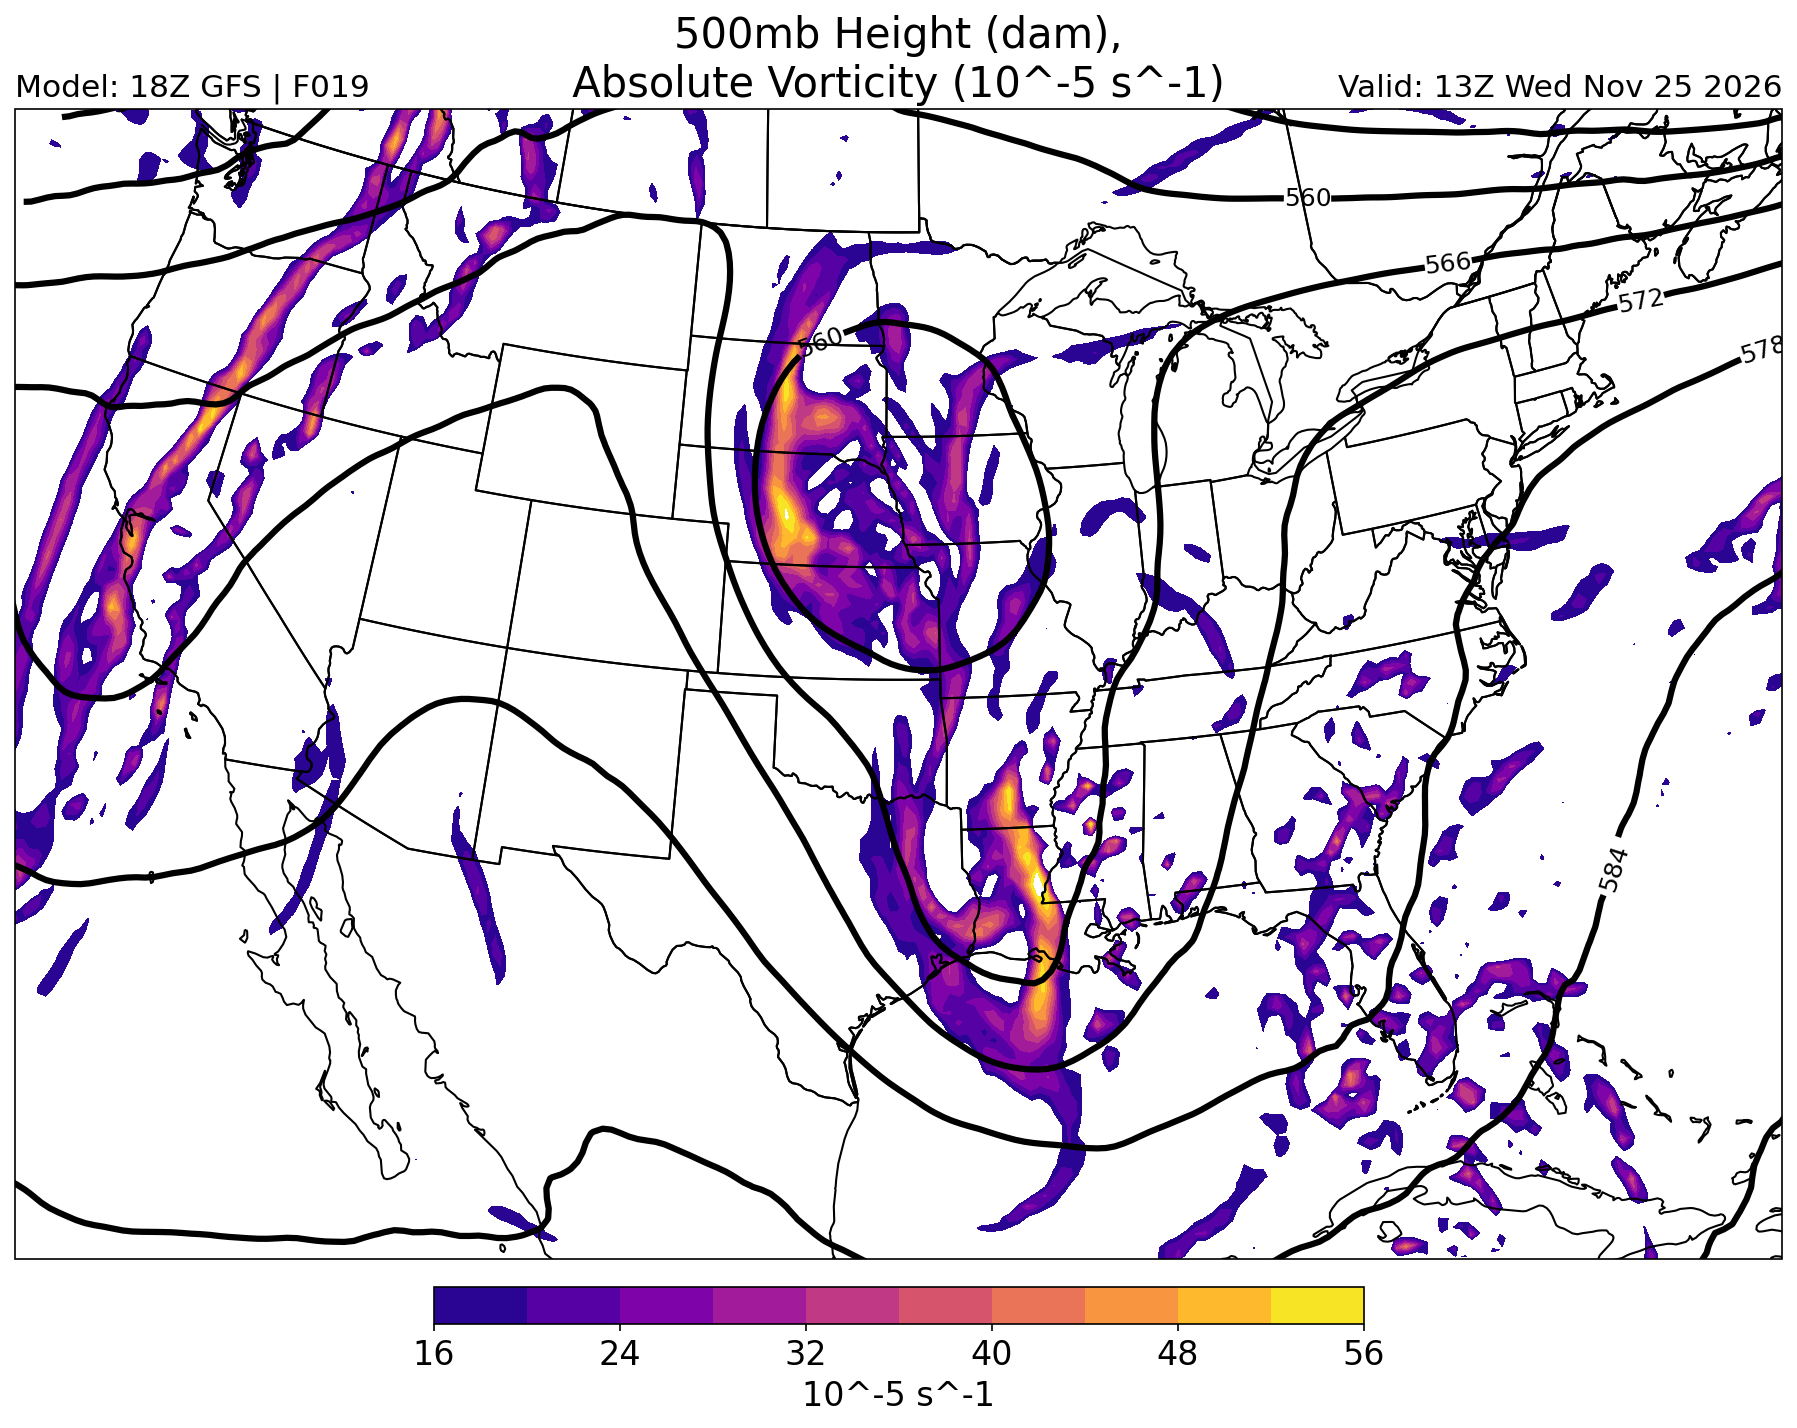 500mb Height (dam),
Absolute Vorticity (10^-5 s^-1)
Model: 18Z GFS | F019
Valid: 13Z Wed Nov 25 2026
560
566
572
578
560
584
16 24 32 40 48 56
10^-5 s^-1